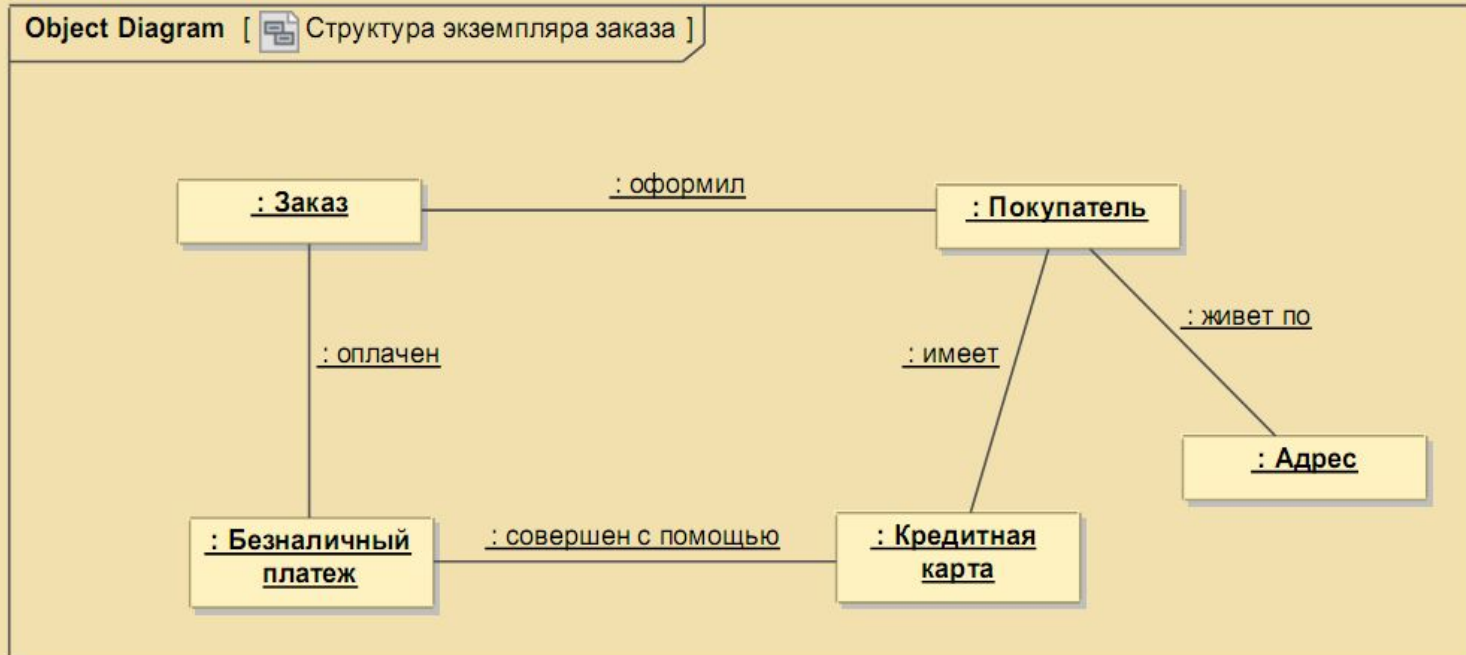 Object Diagram [ Структура экземпляра заказа ]
: Заказ
: оформил
: Покупатель
: оплачен
: имеет
: живет по
: Адрес
: Безналичный
платеж
: совершен с помощью
: Кредитная
карта